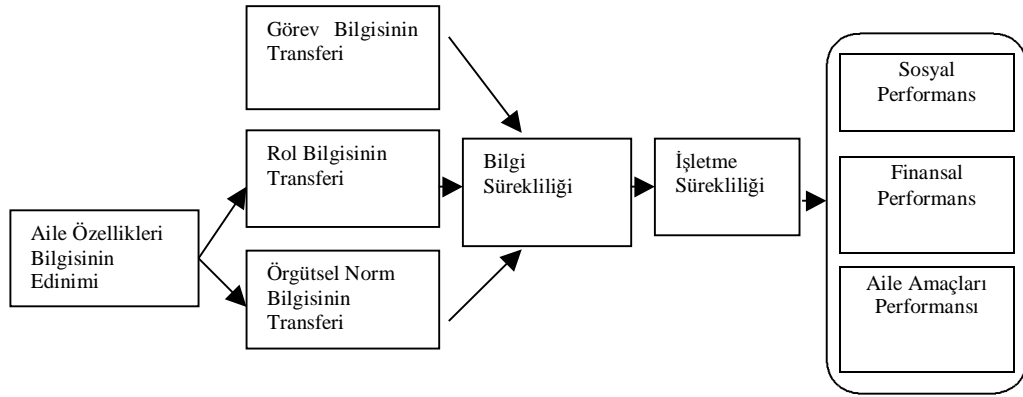 Görev Bilgisinin
Transferi
Rol Bilgisinin
Transferi
Aile Özellikleri
Bilgisinin
Edinimi
Örgütsel Norm
Bilgisinin
Transferi
Bilgi
Sürekliliği
İşletme
Sürekliliği
Sosyal
Performans
Finansal
Performans
Aile Amaçları
Performansı